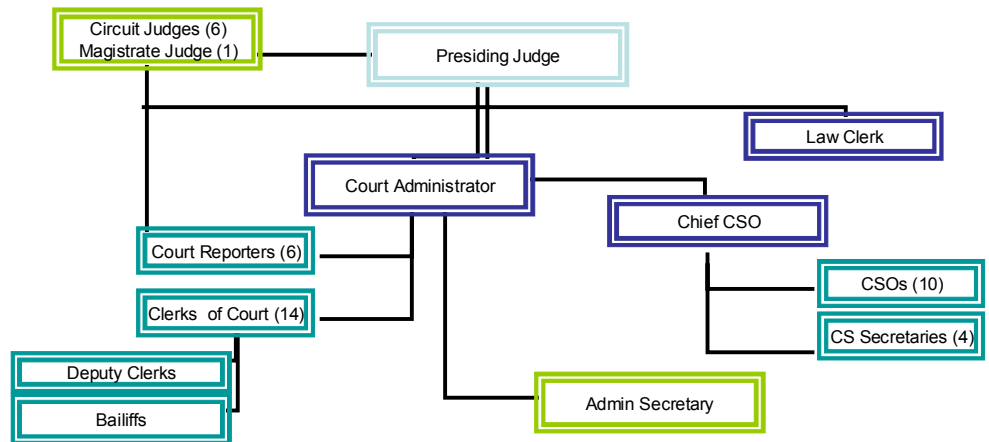 Circuit Judges (6)
Magistrate Judge (1)
Presiding Judge
Law Clerk
Court Administrator
Chief CSO
Court Reporters (6)
CSOs (10)
Clerks of Court (14)
CS Secretaries (4)
Deputy Clerks
Admin Secretary
Bailiffs